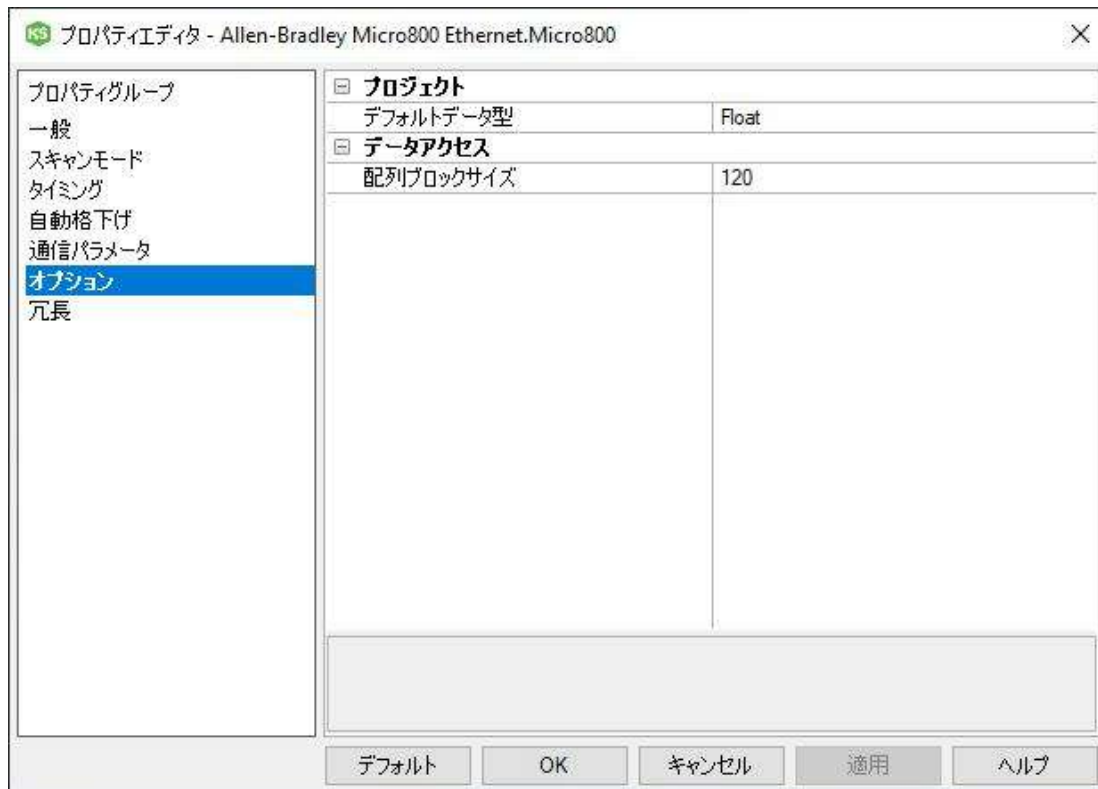 KS プロパティエディタ - Allen-Bradley Micro800 Ethernet.Micro800
プロパティグループ
一般
スキャンモード
タイミング
自動格下げ
通信パラメータ
オプション
冗長
プロジェクト
デフォルトデータ型 Float
データアクセス
配列ブロックサイズ 120
デフォルト OK キャンセル 適用 ヘルプ